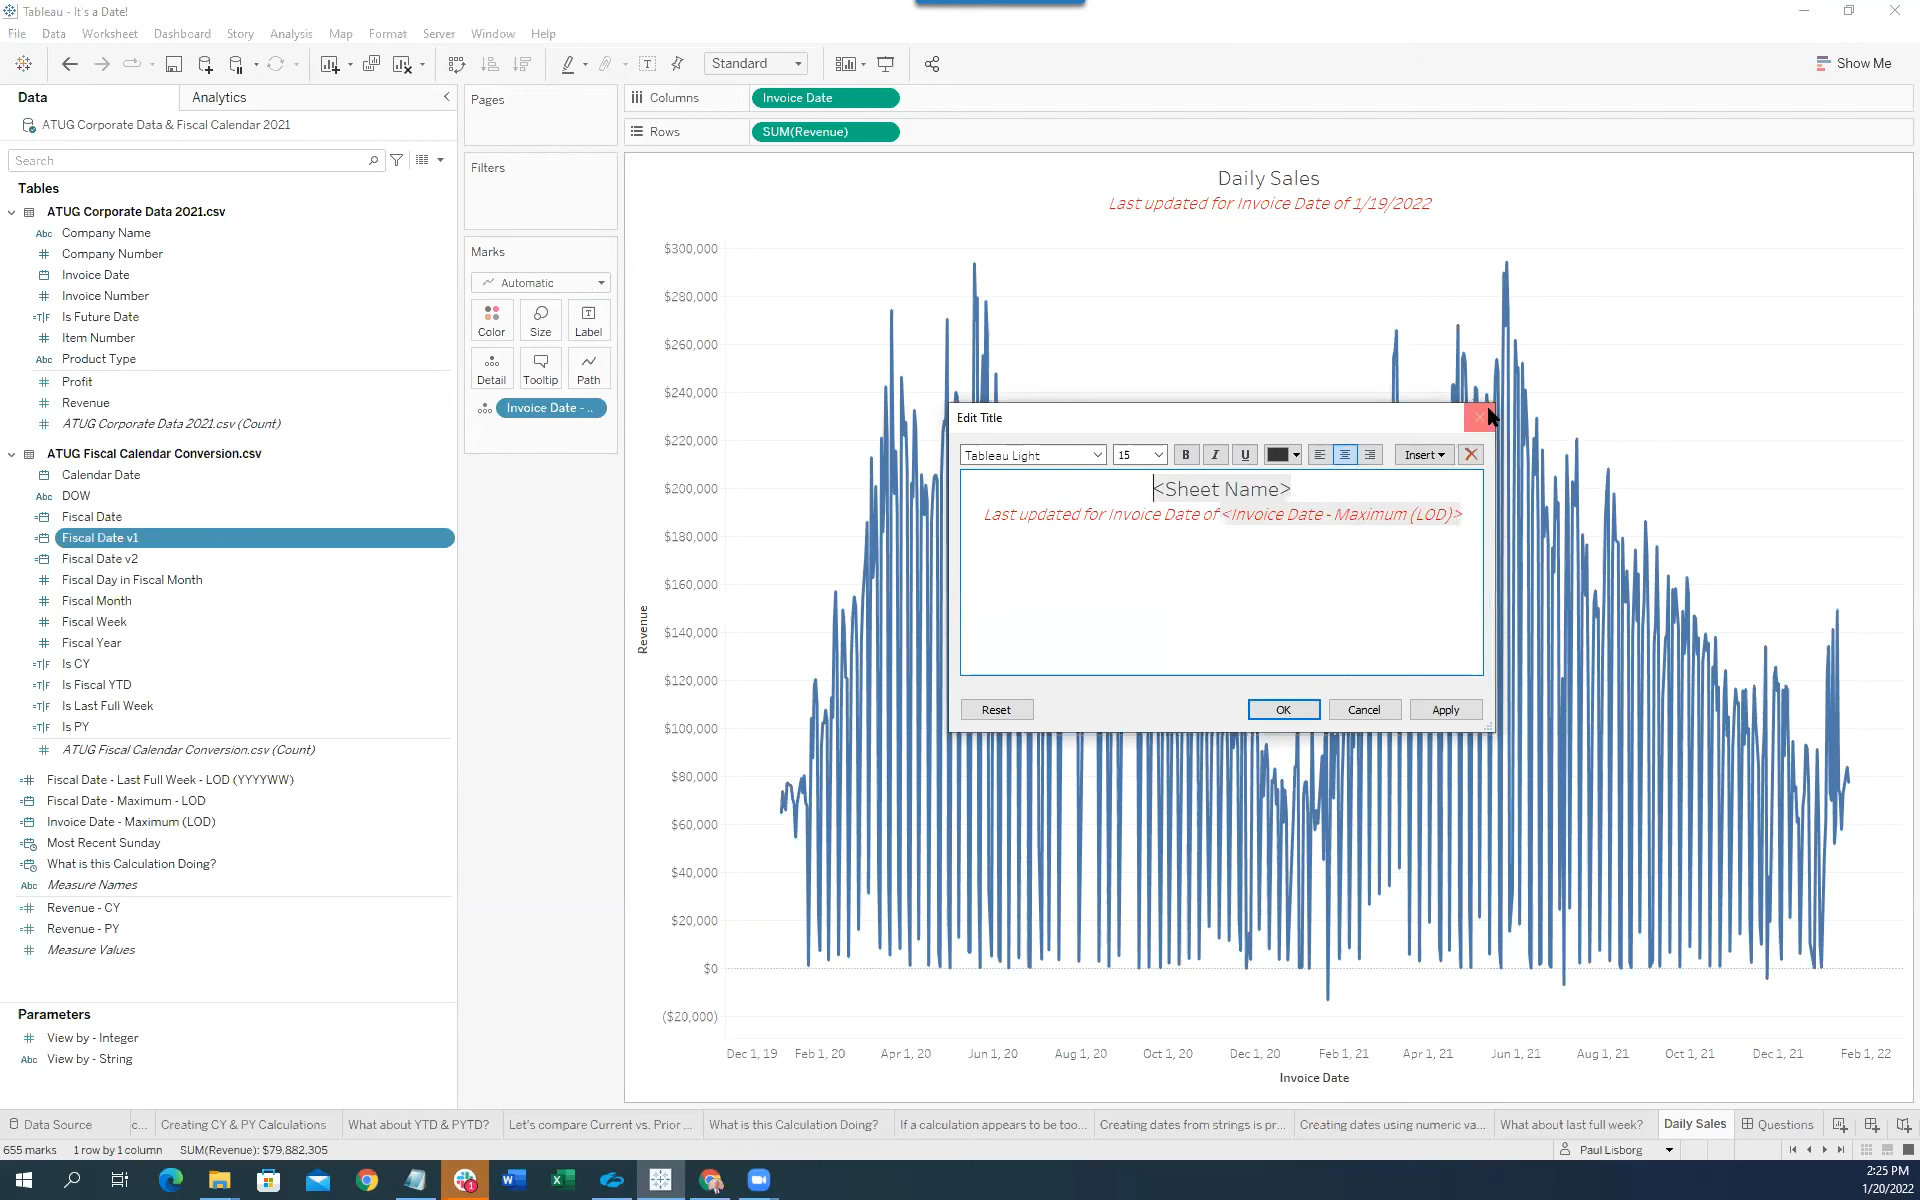 Tableau - It's a Date!
File Data Worksheet Dashboard Story Analysis Map Format Server Window Help
Standard
Show Me
Data Analytics
ATUG Corporate Data & Fiscal Calendar 2021
Search
Tables
ATUG Corporate Data 2021.csv
Abc Company Name
Company Number
Invoice Date
Invoice Number
=T|F Is Future Date
Item Number
Abc Product Type
Profit
Revenue
ATUG Corporate Data 2021.csv (Count)
ATUG Fiscal Calendar Conversion.csv
Calendar Date
Abc DOW
Fiscal Date
Fiscal Date v1
Fiscal Date v2
Fiscal Day in Fiscal Month
Fiscal Month
Fiscal Week
Fiscal Year
=T|F Is CY
=T|F Is Fiscal YTD
=T|F Is Last Full Week
=T|F Is PY
ATUG Fiscal Calendar Conversion.csv (Count)
Fiscal Date - Last Full Week - LOD (YYYYWW)
Fiscal Date - Maximum - LOD
Invoice Date - Maximum (LOD)
Most Recent Sunday
What is this Calculation Doing?
Abc Measure Names
Revenue - CY
Revenue - PY
Measure Values
Parameters
View by - Integer
Abc View by - String
Pages
Filters
Marks
Automatic
Color Size Label
Detail Tooltip Path
Invoice Date - ..
Columns Invoice Date
Rows SUM(Revenue)
Daily Sales
Last updated for Invoice Date of 1/19/2022
$300,000
$280,000
$260,000
$240,000
$220,000
$200,000
$180,000
$160,000
$140,000
$120,000
$100,000
$80,000
$60,000
$40,000
$20,000
$0
($20,000)
Revenue
Dec 1, 19 Feb 1, 20 Apr 1, 20 Jun 1, 20 Aug 1, 20 Oct 1, 20 Dec 1, 20 Feb 1, 21 Apr 1, 21 Jun 1, 21 Aug 1, 21 Oct 1, 21 Dec 1, 21 Feb 1, 22
Invoice Date
Edit Title
Tableau Light 15 B I U Insert
<Sheet Name>
Last updated for Invoice Date of <Invoice Date - Maximum (LOD)>
Reset OK Cancel Apply
Data Source c... Creating CY & PY Calculations What about YTD & PYTD? Let's compare Current vs. Prior ... What is this Calculation Doing? If a calculation appears to be too... Creating dates from strings is pr... Creating dates using numeric va... What about last full week? Daily Sales Questions
655 marks 1 row by 1 column SUM(Revenue): $79,882,305 Paul Lisborg
2:25 PM
1/20/2022